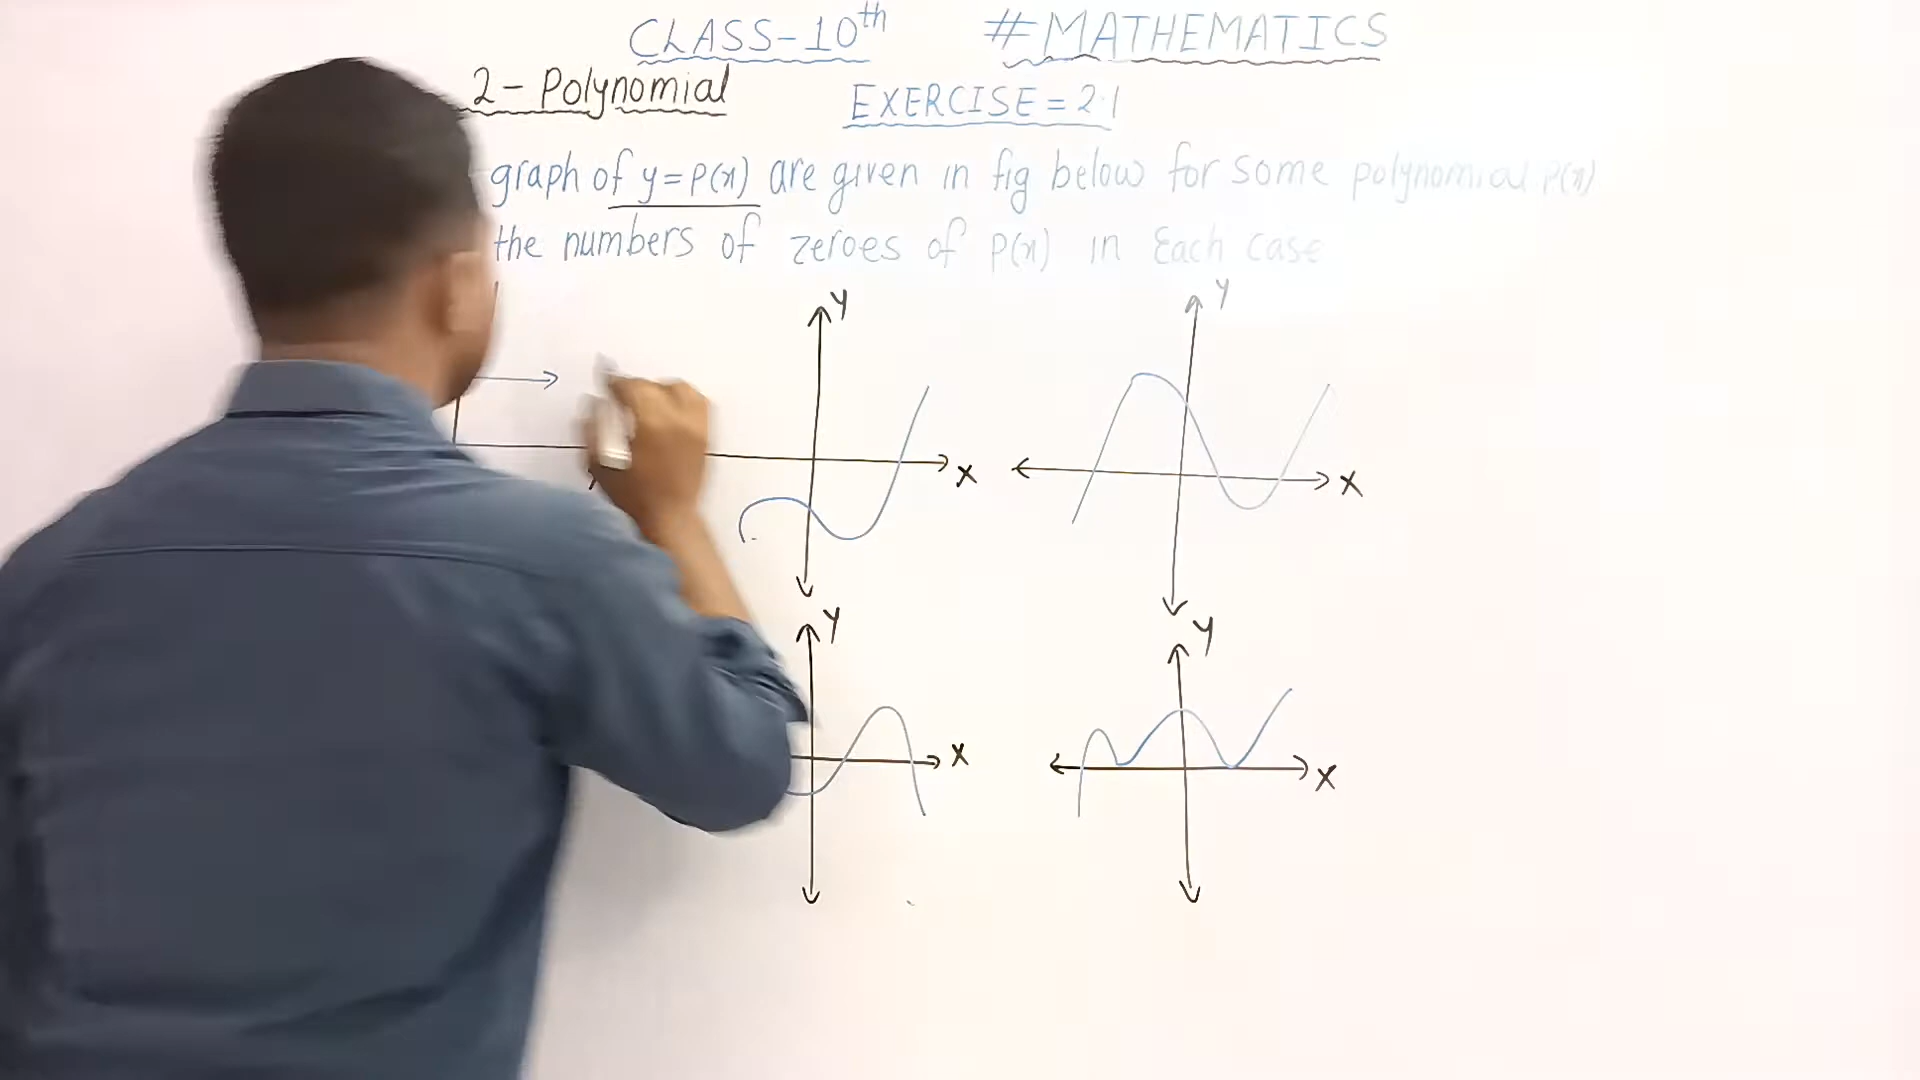 CLASS-10th #MATHEMATICS
2- Polynomial EXERCISE = 2.1
graph of y = P(x) are given in fig below for some polynomial P(x)
the numbers of zeroes of P(x) in Each case
Y
Y
X
X
Y
Y
X
X